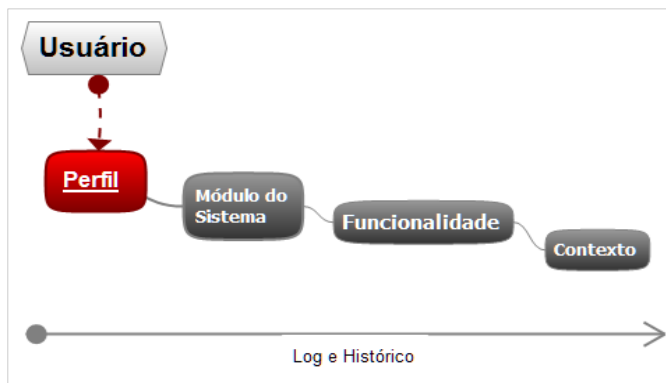 Usuário
Perfil
Módulo do
Sistema
Funcionalidade
Contexto
Log e Histórico